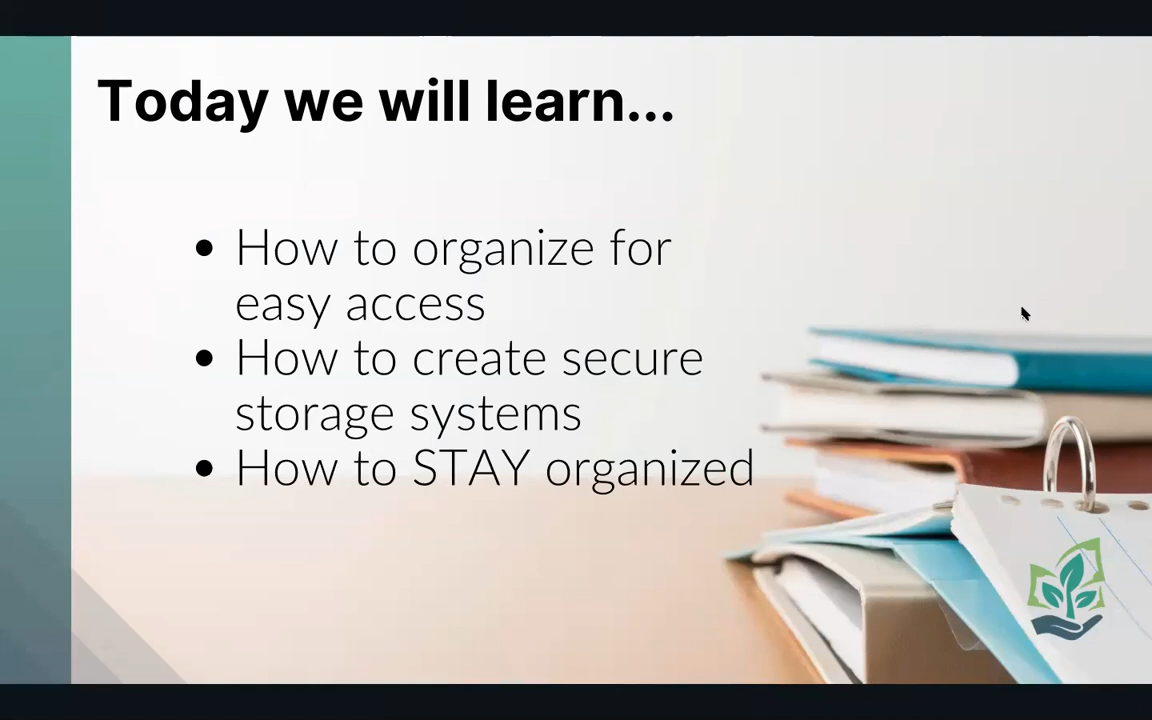 Today we will learn...
• How to organize for
easy access
• How to create secure
storage systems
• How to STAY organized